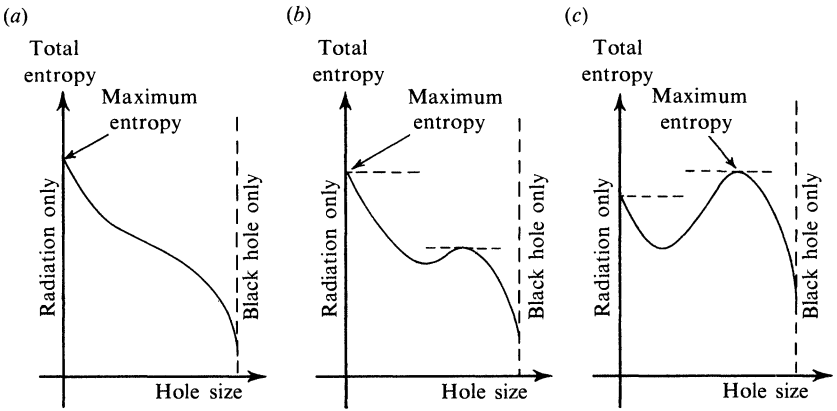 (a)
Total
entropy
Maximum
entropy
Radiation only
Black hole only
Hole size
(b)
Total
entropy
Maximum
entropy
Radiation only
Black hole only
Hole size
(c)
Total
entropy
Maximum
entropy
Radiation only
Black hole only
Hole size